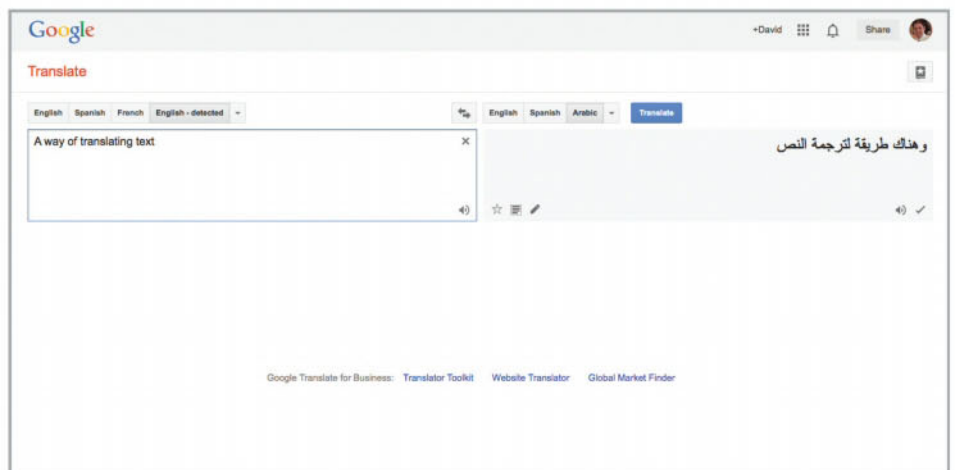 Google
+David Share
Translate
English Spanish French English - detected English Spanish Arabic Translate
A way of translating text
وهناك طريقة لترجمة النص
Google Translate for Business: Translator Toolkit Website Translator Global Market Finder